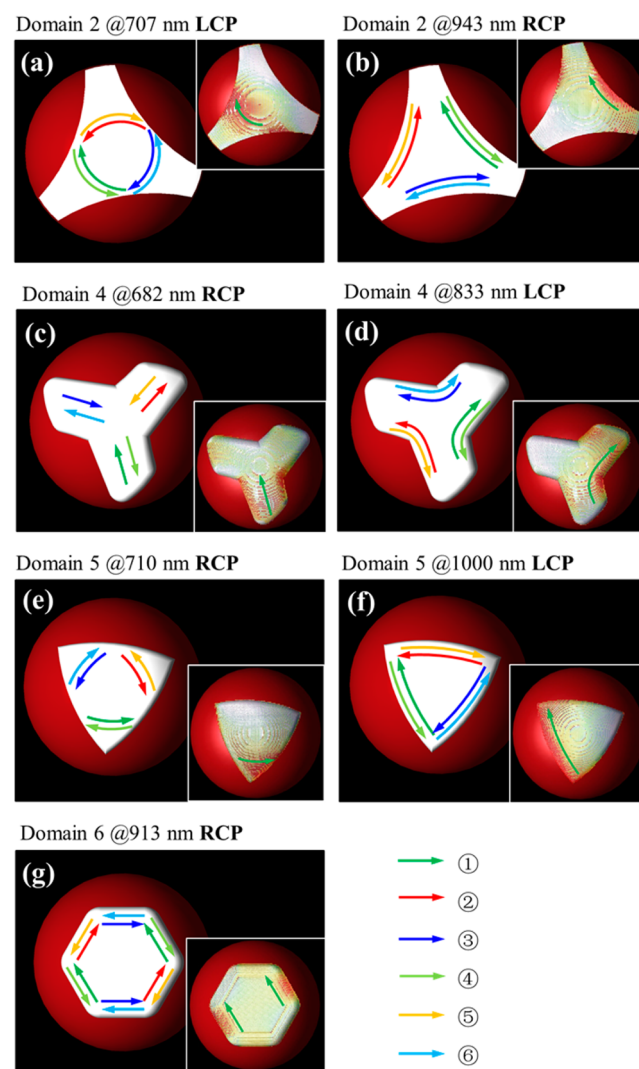 Domain 2 @707 nm LCP
Domain 2 @943 nm RCP
(a)
(b)
Domain 4 @682 nm RCP
Domain 4 @833 nm LCP
(c)
(d)
Domain 5 @710 nm RCP
Domain 5 @1000 nm LCP
(e)
(f)
Domain 6 @913 nm RCP
(g)
①
②
③
④
⑤
⑥